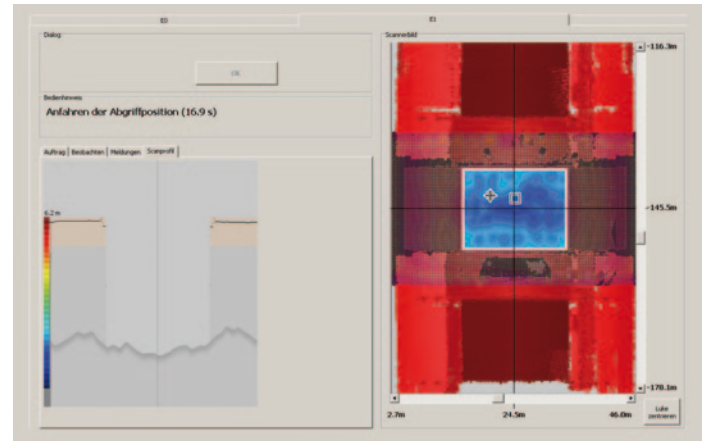 E0
E1
Dialog
OK
Bedienhinweis
Anfahren der Abgriffposition (16.9 s)
Auftrag
Beobachten
Meldungen
Scanprofil
6.2 m
Scannerbild
-116.3m
-145.5m
-178.1m
2.7m
24.5m
46.0m
Luke
zentrieren